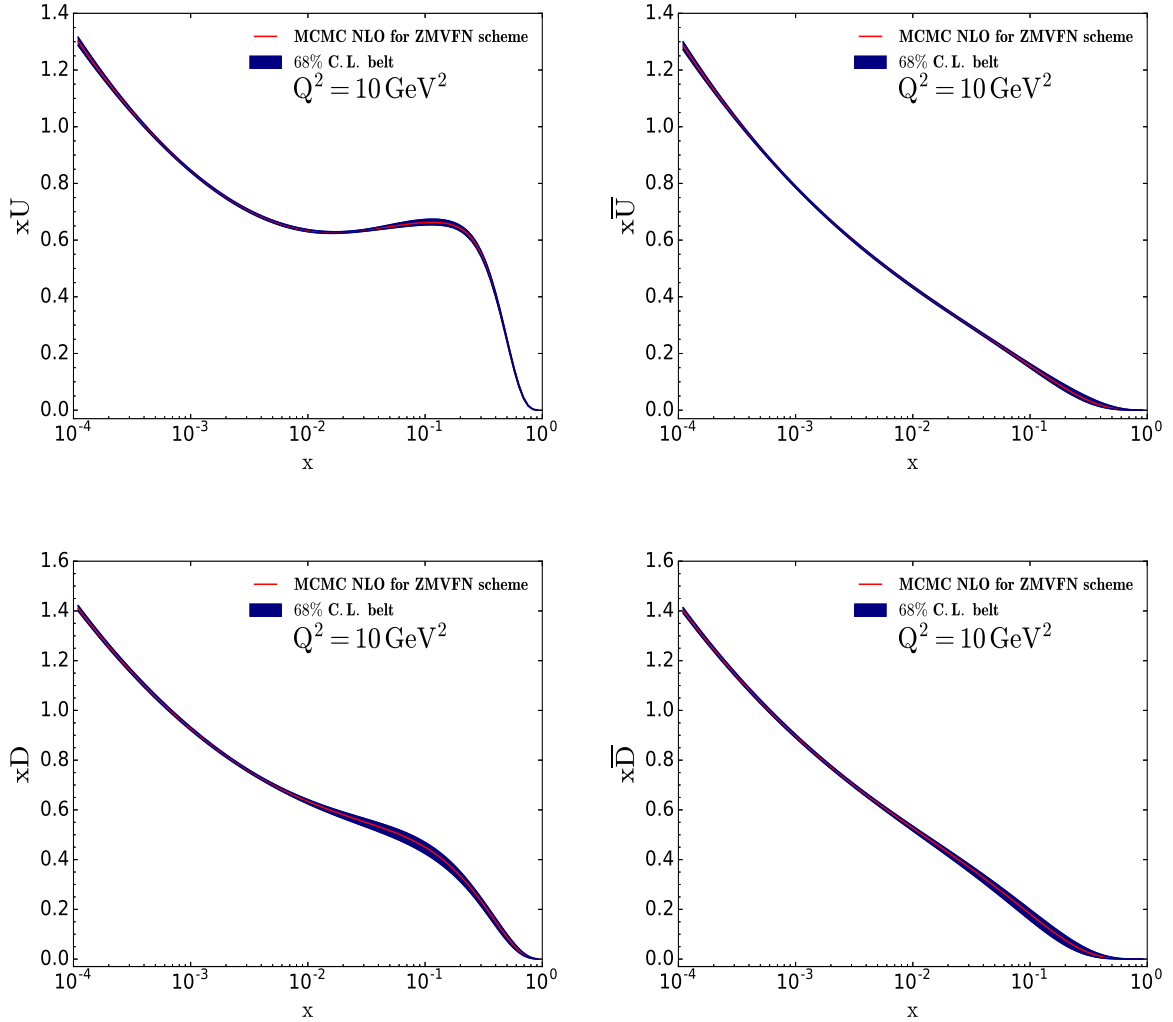 1.4
1.2
1.0
0.8
0.6
0.4
0.2
0.0
xU
MCMC NLO for ZMVFN scheme
68% C.L. belt
Q² = 10 GeV²
10⁻⁴ 10⁻³ 10⁻² 10⁻¹ 10⁰
x
1.4
1.2
1.0
0.8
0.6
0.4
0.2
0.0
xU̅
MCMC NLO for ZMVFN scheme
68% C.L. belt
Q² = 10 GeV²
10⁻⁴ 10⁻³ 10⁻² 10⁻¹ 10⁰
x
1.6
1.4
1.2
1.0
0.8
0.6
0.4
0.2
0.0
xD
MCMC NLO for ZMVFN scheme
68% C.L. belt
Q² = 10 GeV²
10⁻⁴ 10⁻³ 10⁻² 10⁻¹ 10⁰
x
1.6
1.4
1.2
1.0
0.8
0.6
0.4
0.2
0.0
xD̅
MCMC NLO for ZMVFN scheme
68% C.L. belt
Q² = 10 GeV²
10⁻⁴ 10⁻³ 10⁻² 10⁻¹ 10⁰
x